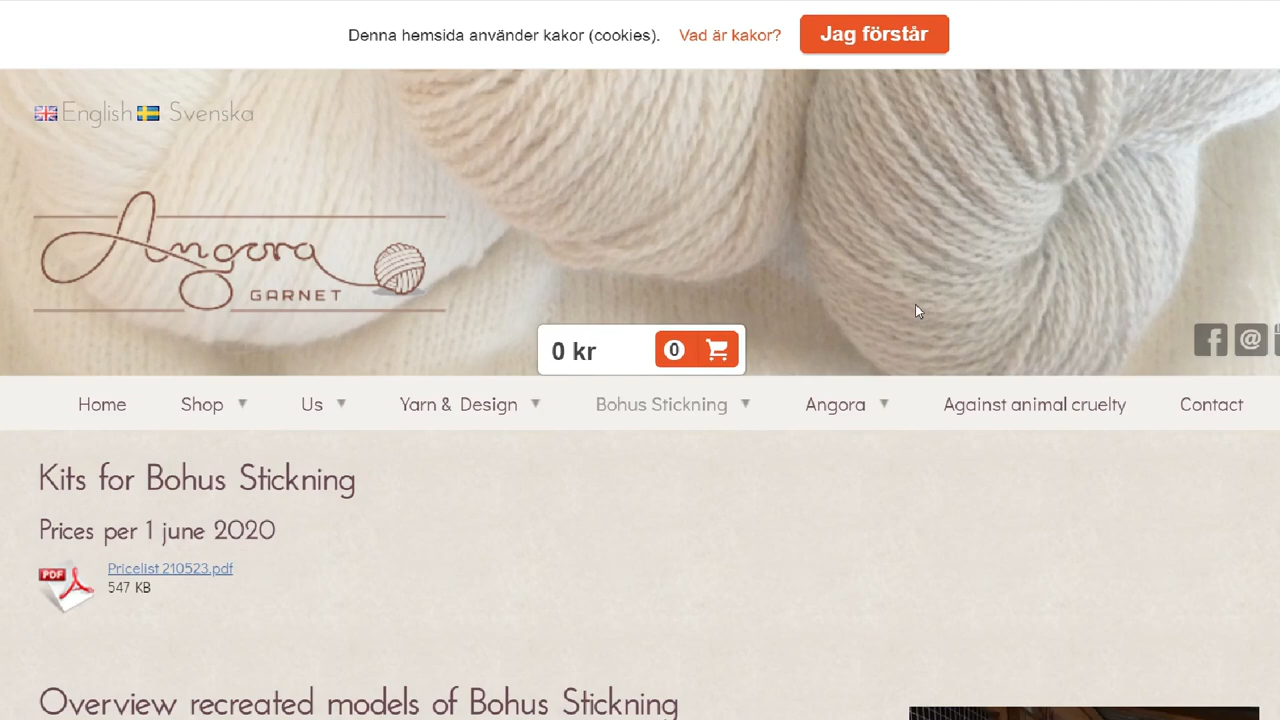 Denna hemsida använder kakor (cookies). Vad är kakor? Jag förstår
English Svenska
Angora
GARNET
0 kr 0
Home Shop Us Yarn & Design Bohus Stickning Angora Against animal cruelty Contact
Kits for Bohus Stickning
Prices per 1 june 2020
PDF
Pricelist 210523.pdf
547 KB
Overview recreated models of Bohus Stickning